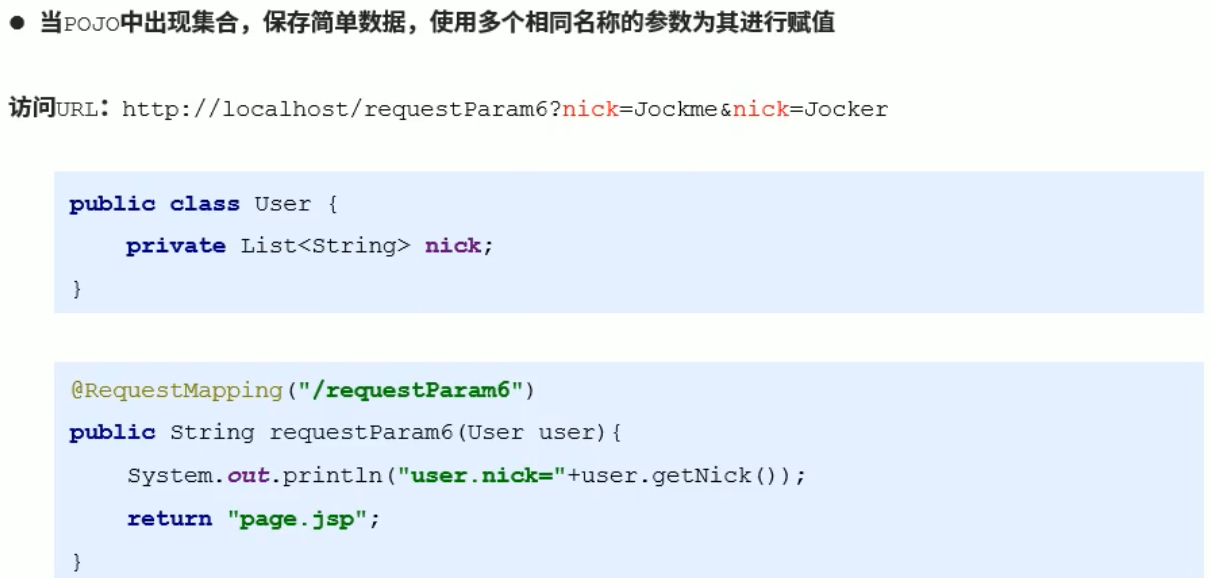 ● 当POJO中出现集合，保存简单数据，使用多个相同名称的参数为其进行赋值
访问URL：http://localhost/requestParam6?nick=Jockme&nick=Jocker
public class User {
    private List<String> nick;
}
@RequestMapping("/requestParam6")
public String requestParam6(User user){
    System.out.println("user.nick="+user.getNick());
    return "page.jsp";
}